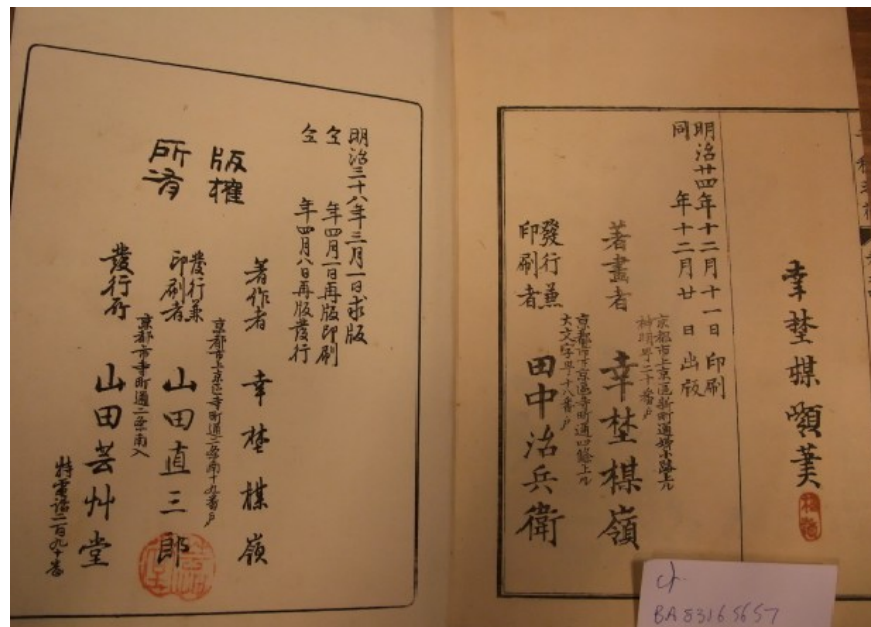 幸埜楳嶺筆
明治廿四年十二月十一日印刷
同　年十二月廿日出版
京都市上京區新町通姉小路上ル
著畫者　幸埜楳嶺
京都市下京區寺町通四條上ル
大文字町十八番戶
發行兼
印刷者　田中治兵衛
明治三十八年三月一日求版
仝　年四月一日再版印刷
仝　年四月八日再版發行
版權
所有
著作者　幸埜楳嶺
京都市上京區寺町通二条南十九番戶
發行兼
印刷者　山田直三郎
京都市寺町通二条南入
發行所　山田芸艸堂
特電話二百九十番
BA83165657